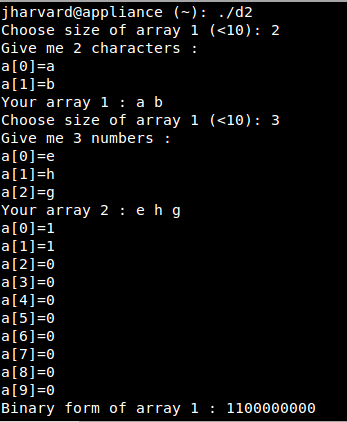 jharvard@appliance (~): ./d2
Choose size of array 1 (<10): 2
Give me 2 characters :
a[0]=a
a[1]=b
Your array 1 : a b
Choose size of array 1 (<10): 3
Give me 3 numbers :
a[0]=e
a[1]=h
a[2]=g
Your array 2 : e h g
a[0]=1
a[1]=1
a[2]=0
a[3]=0
a[4]=0
a[5]=0
a[6]=0
a[7]=0
a[8]=0
a[9]=0
Binary form of array 1 : 1100000000